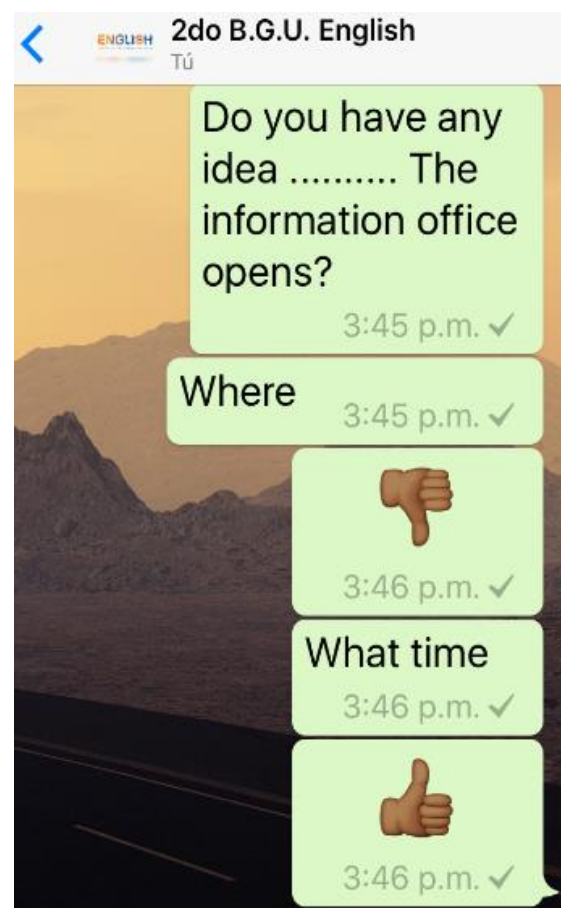 ENGLISH
2do B.G.U. English
Tú
Do you have any
idea .......... The
information office
opens?
3:45 p.m.
Where
3:45 p.m.
3:46 p.m.
What time
3:46 p.m.
3:46 p.m.